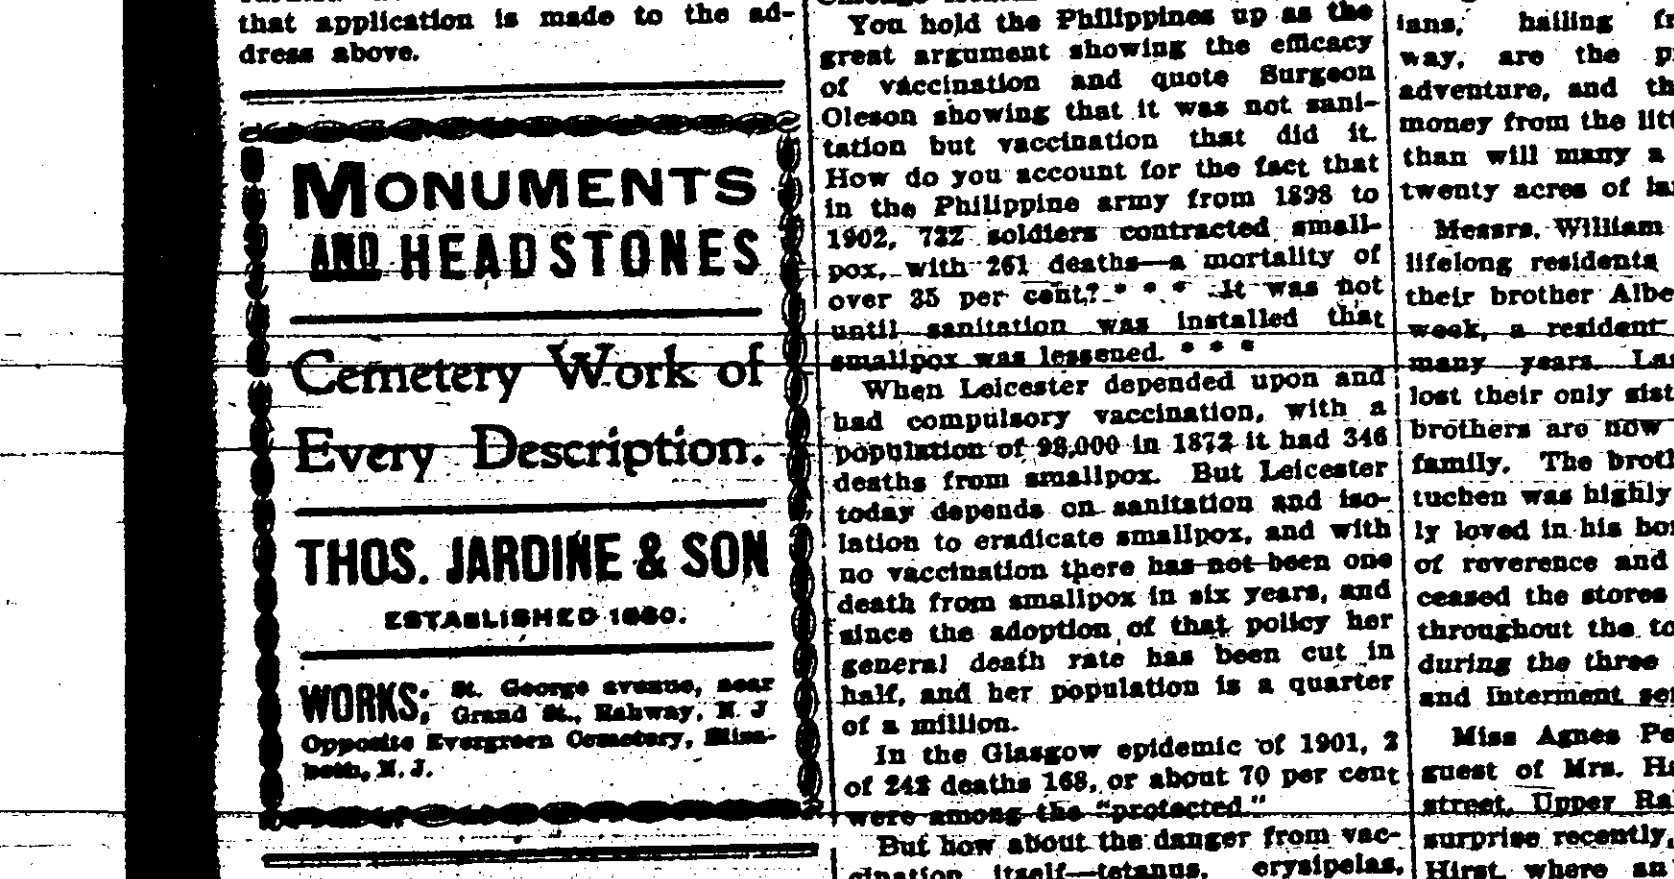 that application is made to the ad-
dress above.
MONUMENTS
AND HEADSTONES
Cemetery Work of
Every Description.
THOS. JARDINE & SON
ESTABLISHED 1860.
WORKS: St. George avenue, near
Grand St., Rahway, N. J
Opposite Evergreen Cemetery, Eliza-
beth, N. J.
You hold the Philippines up as the
great argument showing the efficacy
of vaccination and quote Surgeon
Oleson showing that it was not sani-
tation but vaccination that did it.
How do you account for the fact that
in the Philippine army from 1898 to
1902, 722 soldiers contracted small-
pox, with 261 deaths—a mortality of
over 35 per cent.? * * * It was not
until sanitation was installed that
smallpox was lessened. * * *
When Leicester depended upon and
had compulsory vaccination, with a
population of 98,000 in 1872 it had 346
deaths from smallpox. But Leicester
today depends on sanitation and iso-
lation to eradicate smallpox, and with
no vaccination there has not been one
death from smallpox in six years, and
since the adoption of that policy her
general death rate has been cut in
half, and her population is a quarter
of a million.
In the Glasgow epidemic of 1901, 2
of 242 deaths 168, or about 70 per cent
were among the "protected."
But how about the danger from vac-
cination itself—tetanus, erysipelas,
ians, hailing
way, are the
adventure, and
money from the
than will many a
twenty acres of
Messrs. William
lifelong residents
their brother
week, a resident
many years.
lost their only
brothers are now
family. The
tuchen was highly
ly loved in his
of reverence and
ceased the stores
throughout the
during the three
and interment
Miss Agnes
guest of Mrs.
street, Upper
surprise recently,
Hirst, where an